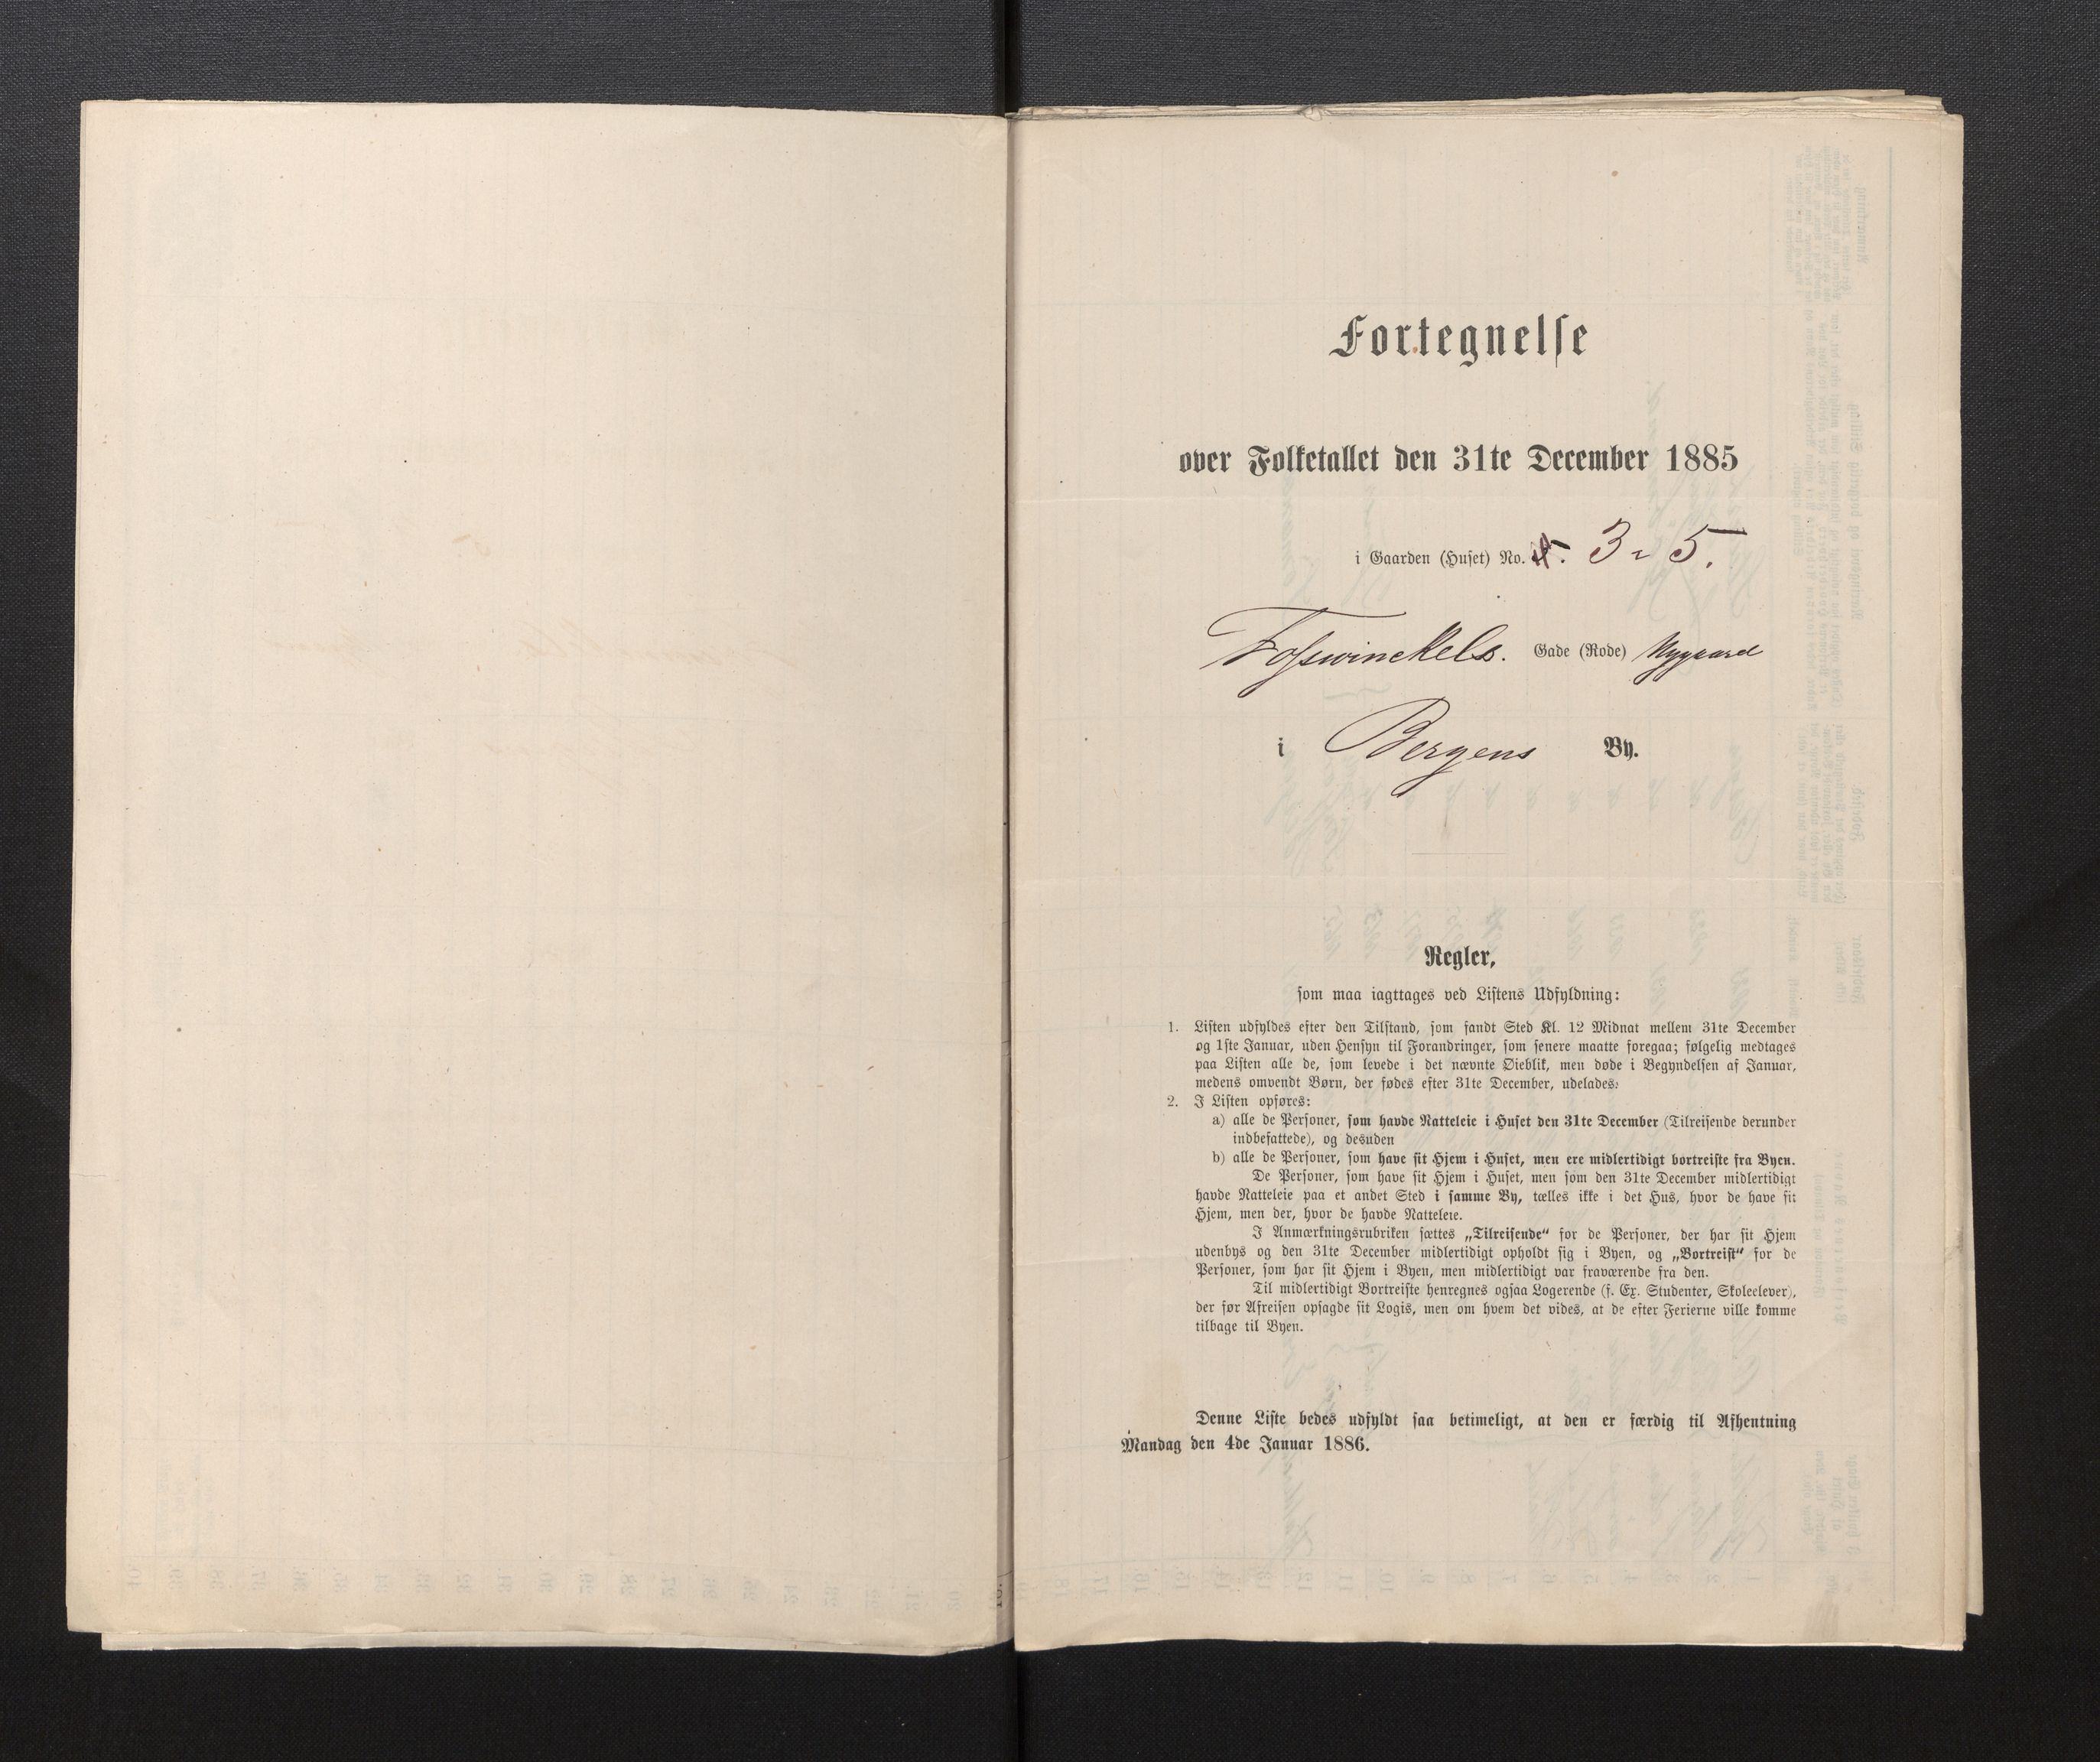 Fortegnelse
over Folketallet den 31te December 1885
i Gaarden (Huset) No. 3 5.
Fosswinckels. Gade (Rode) Nygaard
i Bergens By.
Regler,
som maa iagttages ved Listens Udfyldning:
1. Listen udfyldes efter den Tilstand, som fandt Sted Kl. 12 Midnat mellem 31te December
og 1ste Januar, uden Hensyn til Forandringer, som senere maatte foregaa; følgelig medtages
paa Listen alle de, som levede i det nævnte Øieblik, men døde i Begyndelsen af Januar,
medens omvendt Børn, der fødes efter 31te December, udelades.
2. I Listen opføres:
a) alle de Personer, som havde Natteleie i Huset den 31te December (Tilreisende derunder
indbefattede), og desuden
b) alle de Personer, som have sit Hjem i Huset, men ere midlertidigt bortreiste fra Byen.
De Personer, som have sit Hjem i Huset, men som den 31te December midlertidigt
havde Natteleie paa et andet Sted i samme By, tælles ikke i det Hus, hvor de have sit
Hjem, men der, hvor de havde Natteleie.
I Anmærkningsrubriken sættes „Tilreisende“ for de Personer, der har sit Hjem
udenbys og den 31te December midlertidigt opholdt sig i Byen, og „Bortreist“ for de
Personer, som har sit Hjem i Byen, men midlertidigt var fraværende fra den.
Til midlertidigt Bortreiste henregnes ogsaa Logerende (f. Ex. Studenter, Skoleelever),
der før Afreisen opsagde sit Logis, men om hvem det vides, at de efter Ferierne ville komme
tilbage til Byen.
Denne Liste bedes udfyldt saa betimeligt, at den er færdig til Afhentning
Mandag den 4de Januar 1886.